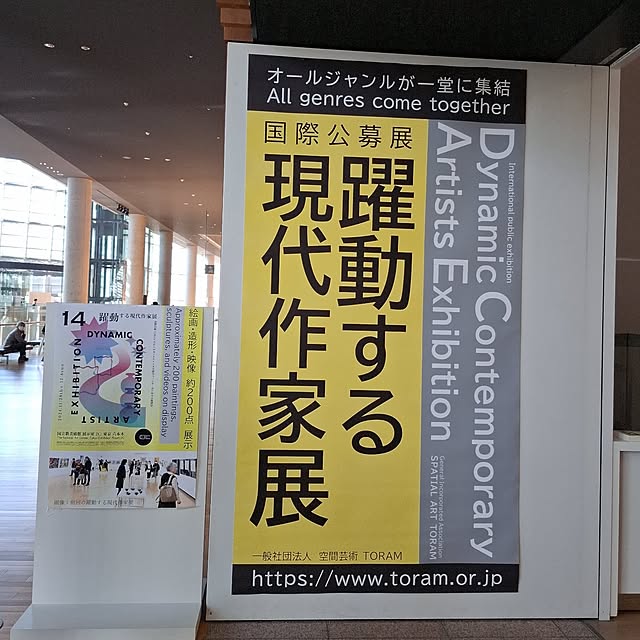 オールジャンルが一堂に集結
All genres come together
国際公募展
躍動する
現代作家展
International public exhibition
Dynamic Contemporary
Artists Exhibition
General Incorporated Association
SPATIAL ART TORAM
一般社団法人 空間芸術 TORAM
https://www.toram.or.jp
14 躍動する現代作家展
DYNAMIC
CONTEMPORARY
ARTIST
EXHIBITION
絵画・造形・映像 約200点 展示
Approximately 200 paintings,
sculptures, and videos on display